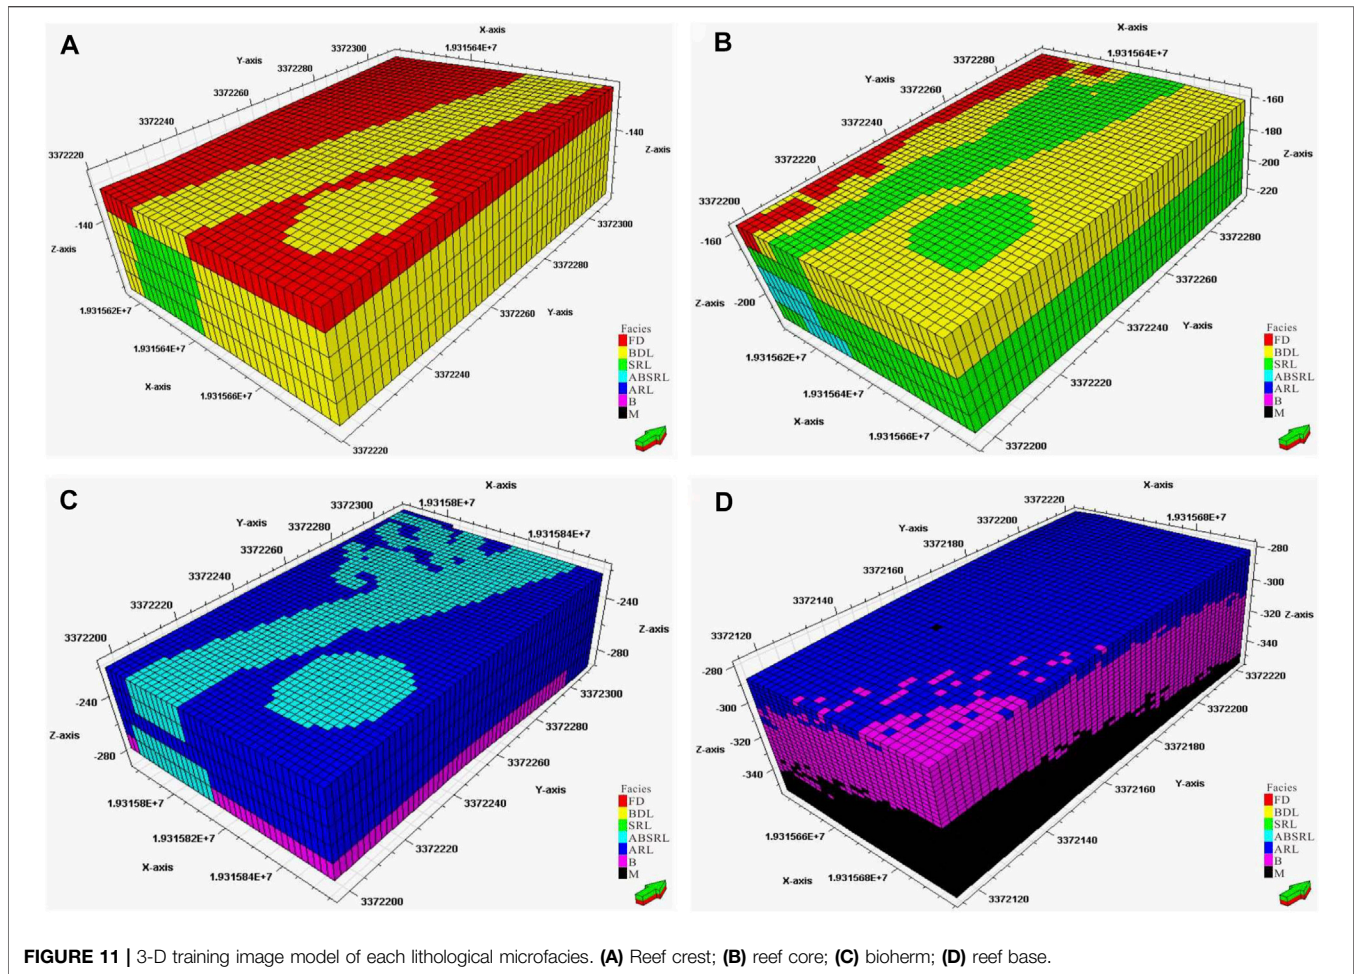 A
X-axis
1.931564E+7
3372300
Y-axis
3372280
3372260
3372240
3372220
-140
Z-axis
-140
Z-axis
3372300
3372280
3372260
Y-axis
3372240
3372220
1.931562E+7
1.931564E+7
X-axis
1.931566E+7
Facies
FD
BDL
SRL
ABSRL
ARL
B
M
B
X-axis
1.931564E+7
3372280
Y-axis
3372260
3372240
3372220
3372200
-160
-180
-200
Z-axis
-220
-160
Z-axis
-200
3372280
3372260
3372240
Y-axis
3372220
3372200
1.931562E+7
1.931564E+7
X-axis
1.931566E+7
Facies
FD
BDL
SRL
ABSRL
ARL
B
M
C
X-axis
1.93158E+7
1.931584E+7
3372300
Y-axis
3372280
3372260
3372240
3372220
3372200
-240
Z-axis
-280
-240
Z-axis
-280
3372300
3372280
3372260
Y-axis
3372240
3372220
3372200
1.93158E+7
1.931582E+7
X-axis
1.931584E+7
Facies
FD
BDL
SRL
ABSRL
ARL
B
M
D
X-axis
1.931568E+7
3372220
3372200
Y-axis
3372180
3372160
3372140
3372120
-280
-300
-320
Z-axis
-340
-280
-300
Z-axis
-320
-340
3372220
3372200
3372180
Y-axis
3372160
3372140
3372120
1.931566E+7
X-axis
1.931568E+7
Facies
FD
BDL
SRL
ABSRL
ARL
B
M
FIGURE 11 | 3-D training image model of each lithological microfacies. (A) Reef crest; (B) reef core; (C) bioherm; (D) reef base.